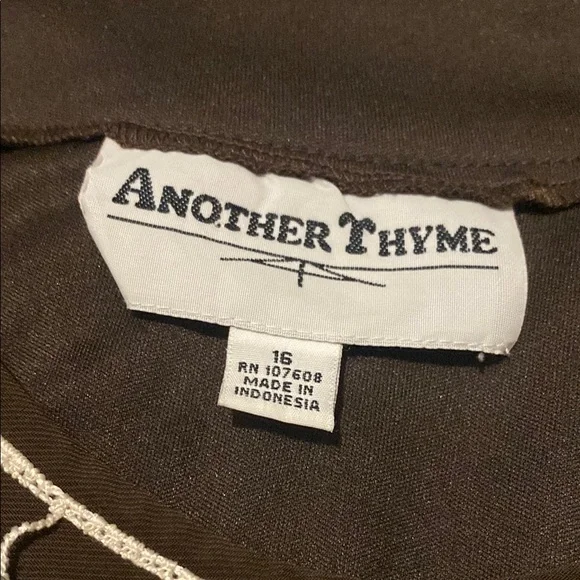 ANOTHER THYME
16
RN 107608
MADE IN
INDONESIA